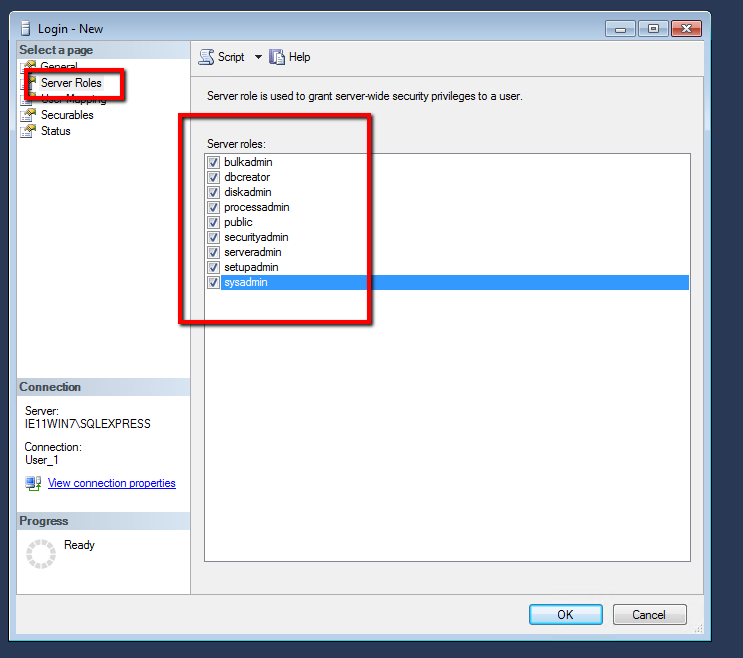 Login - New
Select a page
General
Server Roles
User Mapping
Securables
Status
Script
Help
Server role is used to grant server-wide security privileges to a user.
Server roles:
bulkadmin
dbcreator
diskadmin
processadmin
public
securityadmin
serveradmin
setupadmin
sysadmin
Connection
Server:
IE11WIN7\SQLEXPRESS
Connection:
User_1
View connection properties
Progress
Ready
OK
Cancel